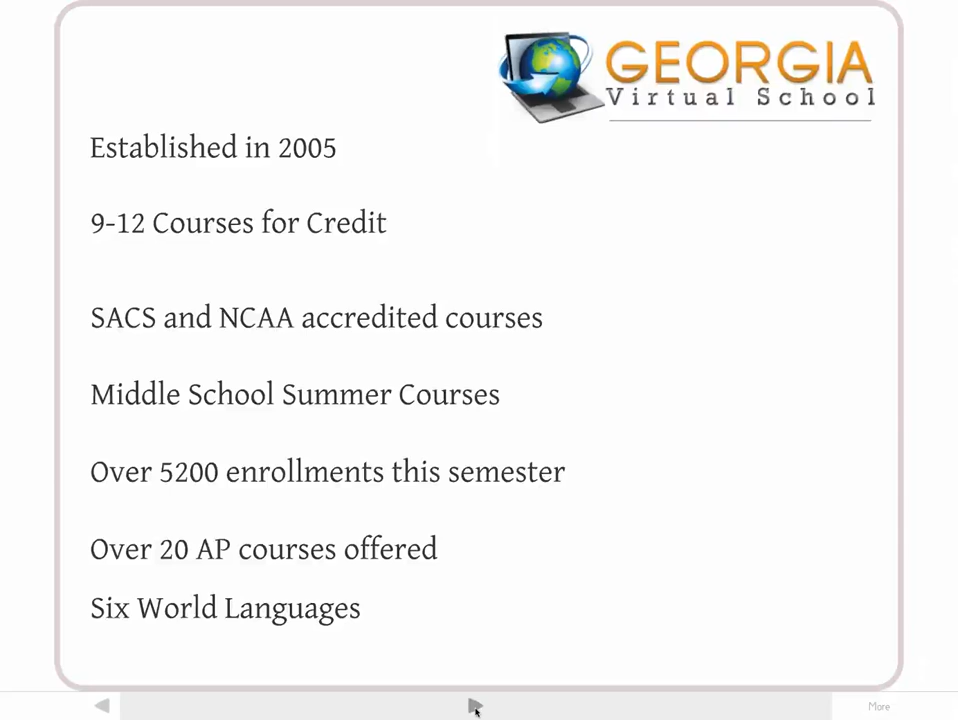 GEORGIA
Virtual School
Established in 2005
9-12 Courses for Credit
SACS and NCAA accredited courses
Middle School Summer Courses
Over 5200 enrollments this semester
Over 20 AP courses offered
Six World Languages
More